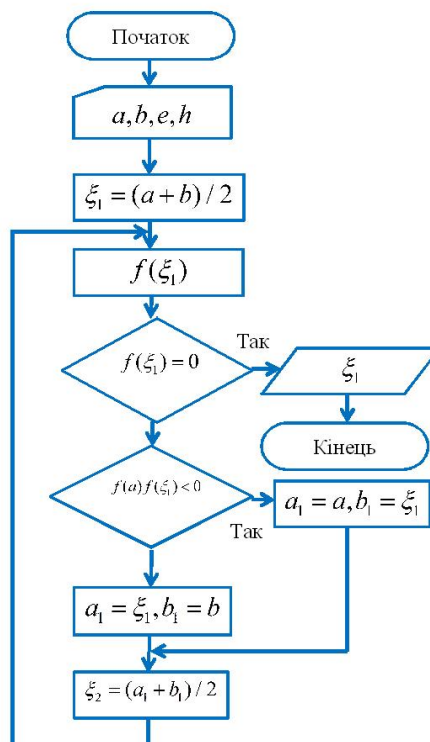 Початок
a, b, e, h
ξ₁ = (a + b) / 2
f(ξ₁)
f(ξ₁) = 0
Так
ξ₁
Кінець
f(a)f(ξ₁) < 0
Так
a₁ = a, b₁ = ξ₁
a₁ = ξ₁, b₁ = b
ξ₂ = (a₁ + b₁) / 2